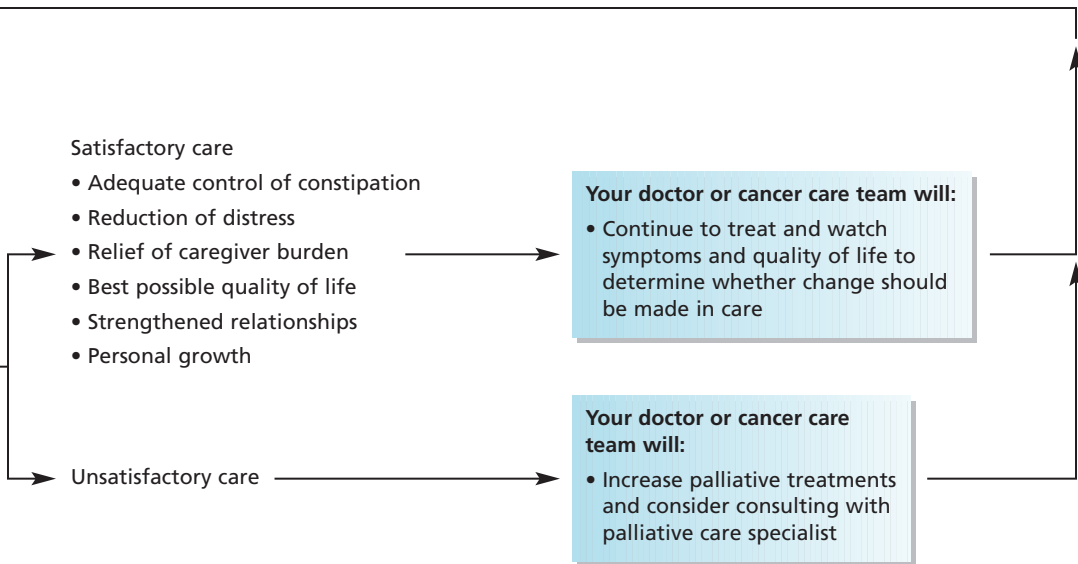 Satisfactory care
• Adequate control of constipation
• Reduction of distress
• Relief of caregiver burden
• Best possible quality of life
• Strengthened relationships
• Personal growth
Your doctor or cancer care team will:
• Continue to treat and watch
symptoms and quality of life to
determine whether change should
be made in care
Unsatisfactory care
Your doctor or cancer care
team will:
• Increase palliative treatments
and consider consulting with
palliative care specialist